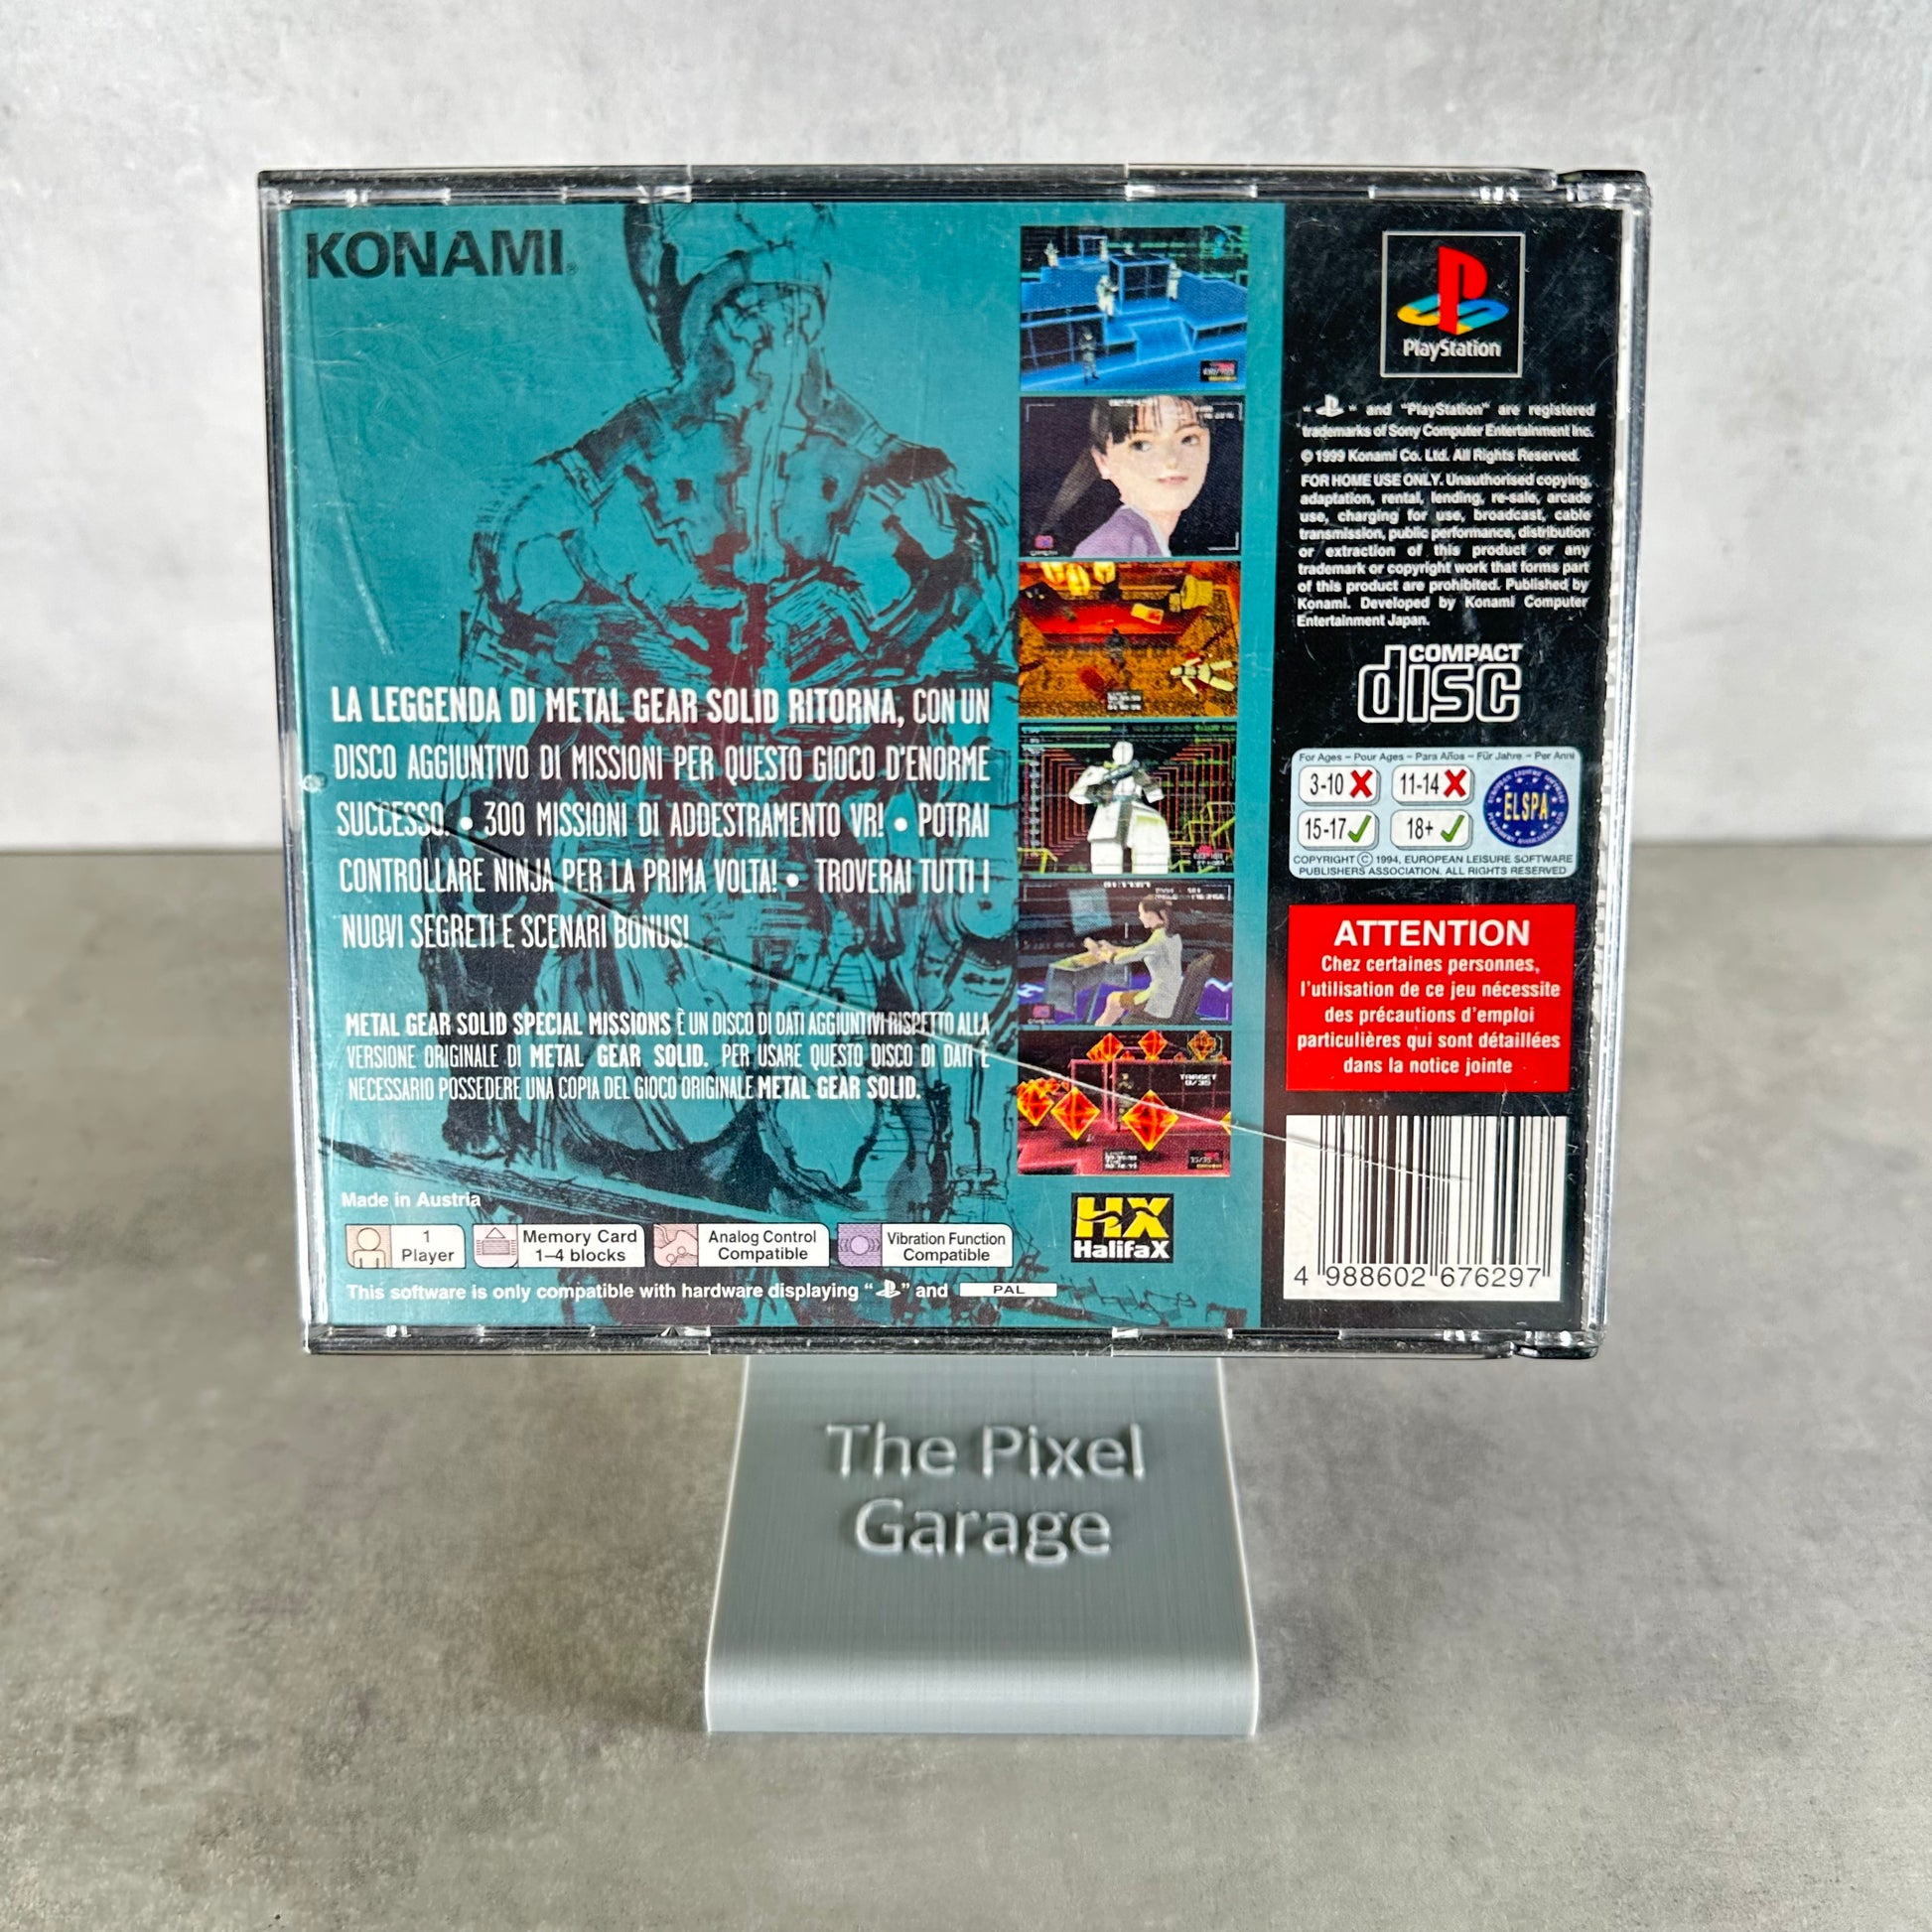 KONAMI®
LA LEGGENDA DI METAL GEAR SOLID RITORNA, CON UN
DISCO AGGIUNTIVO DI MISSIONI PER QUESTO GIOCO D'ENORME
SUCCESSO. • 300 MISSIONI DI ADDESTRAMENTO VR! • POTRAI
CONTROLLARE NINJA PER LA PRIMA VOLTA! • TROVERAI TUTTI I
NUOVI SEGRETI E SCENARI BONUS!
METAL GEAR SOLID SPECIAL MISSIONS È UN DISCO DI DATI AGGIUNTIVI RISPETTO ALLA
VERSIONE ORIGINALE DI METAL GEAR SOLID. PER USARE QUESTO DISCO DI DATI È
NECESSARIO POSSEDERE UNA COPIA DEL GIOCO ORIGINALE METAL GEAR SOLID.
Made in Austria
1
Player
Memory Card
1–4 blocks
Analog Control
Compatible
Vibration Function
Compatible
This software is only compatible with hardware displaying “ ” and PAL
TARGET
0/35
HX
HalifaX
PlayStation
“ ” and “PlayStation” are registered
trademarks of Sony Computer Entertainment Inc.
© 1999 Konami Co. Ltd. All Rights Reserved.
FOR HOME USE ONLY. Unauthorised copying,
adaptation, rental, lending, re-sale, arcade
use, charging for use, broadcast, cable
transmission, public performance, distribution
or extraction of this product or any
trademark or copyright work that forms part
of this product are prohibited. Published by
Konami. Developed by Konami Computer
Entertainment Japan.
COMPACT
disc
For Ages – Pour Ages – Para Años – Für Jahre – Per Anni
3-10 11-14
15-17 18+
ELSPA
COPYRIGHT © 1994, EUROPEAN LEISURE SOFTWARE
PUBLISHERS ASSOCIATION. ALL RIGHTS RESERVED
ATTENTION
Chez certaines personnes,
l'utilisation de ce jeu nécessite
des précautions d'emploi
particulières qui sont détaillées
dans la notice jointe
4 988602 676297
The Pixel
Garage